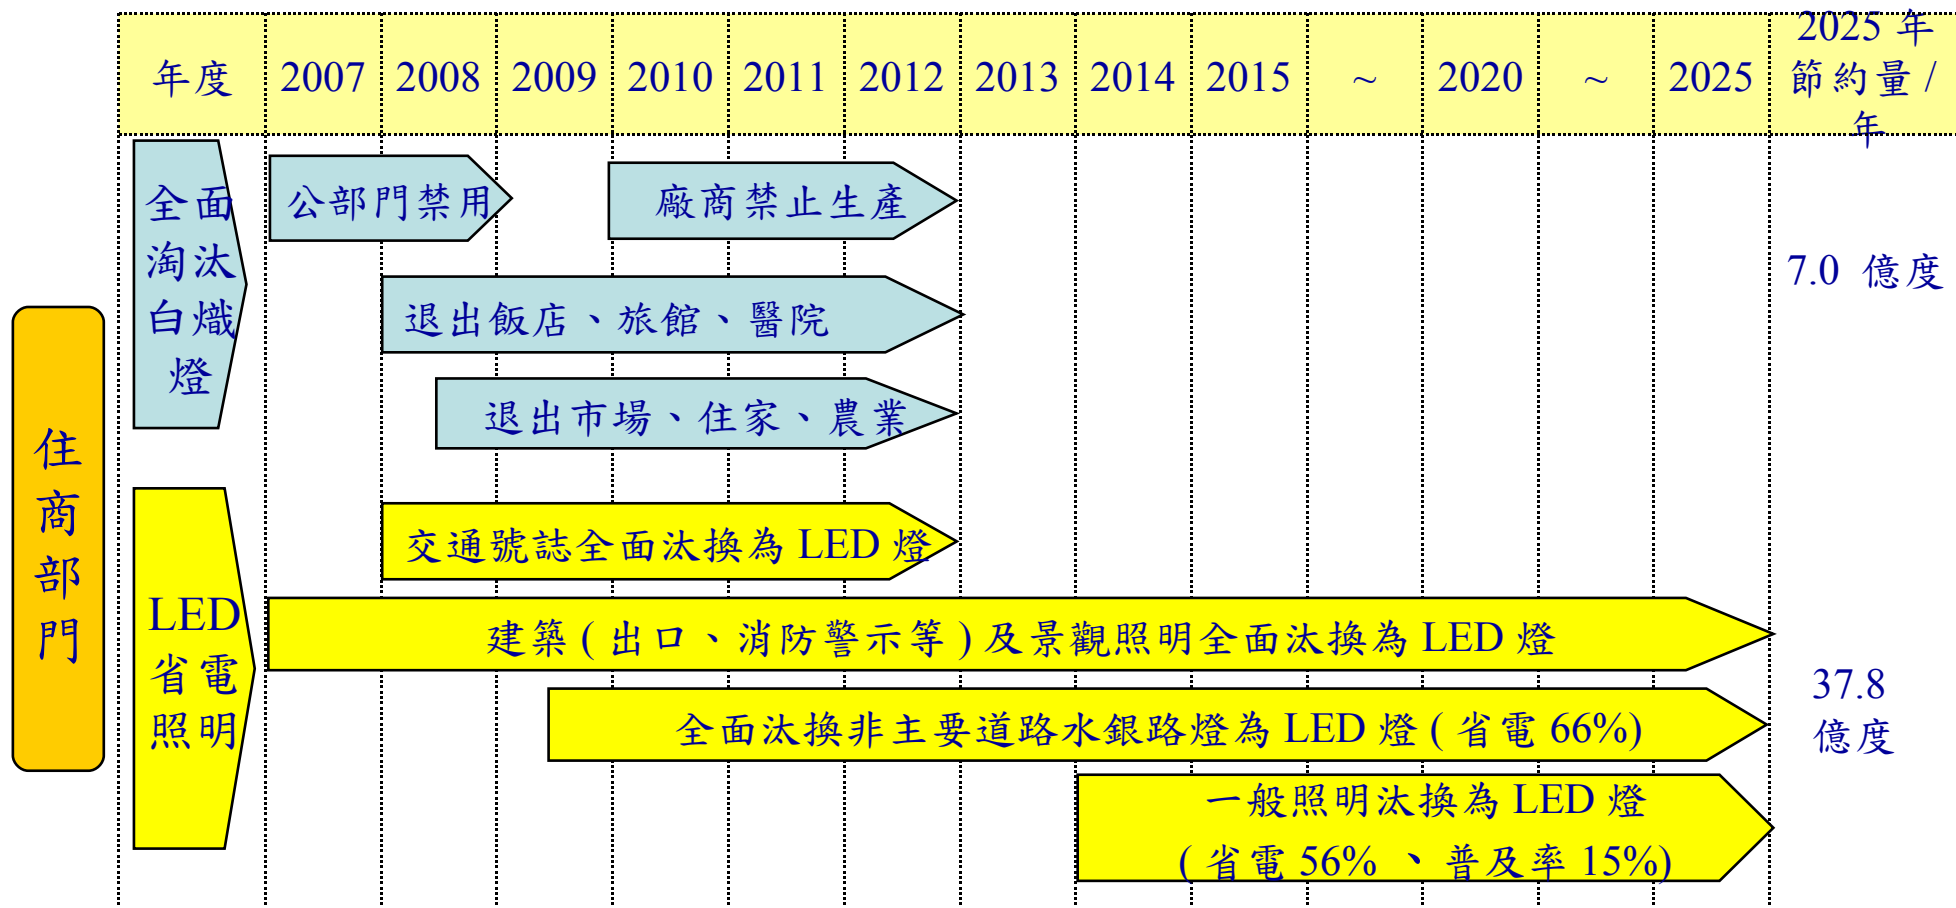 年度 2007 2008 2009 2010 2011 2012 2013 2014 2015 ~ 2020 ~ 2025
2025 年
節約量 /
年
住
商
部
門
全面
淘汰
白熾
燈
公部門禁用
廠商禁止生產
退出飯店、旅館、醫院
退出市場、住家、農業
7.0 億度
LED
省電
照明
交通號誌全面汰換為 LED 燈
建築 ( 出口、消防警示等 ) 及景觀照明全面汰換為 LED 燈
全面汰換非主要道路水銀路燈為 LED 燈 ( 省電 66%)
一般照明汰換為 LED 燈
( 省電 56% 、普及率 15%)
37.8
億度